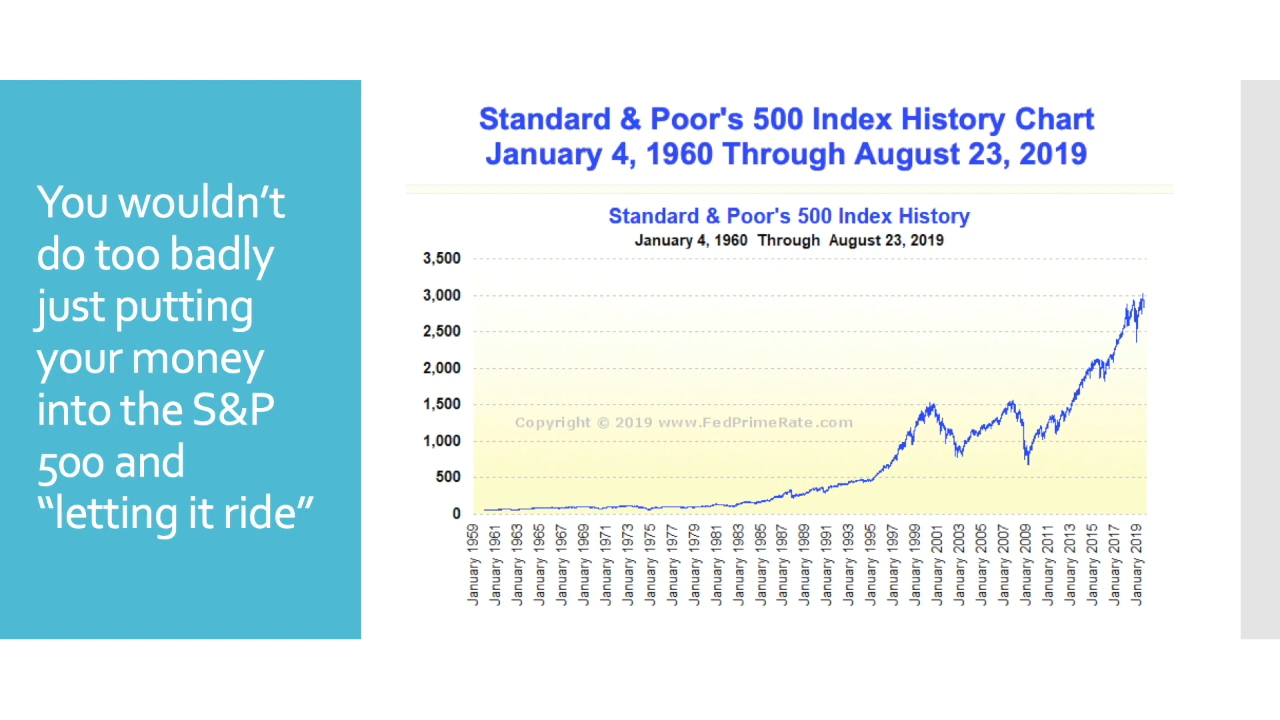 You wouldn’t
do too badly
just putting
your money
into the S&P
500 and
“letting it ride”
Standard & Poor's 500 Index History Chart
January 4, 1960 Through August 23, 2019
Standard & Poor's 500 Index History
January 4, 1960 Through August 23, 2019
3,500
3,000
2,500
2,000
1,500
1,000
500
0
Copyright © 2019 www.FedPrimeRate.com
January 1959
January 1961
January 1963
January 1965
January 1967
January 1969
January 1971
January 1973
January 1975
January 1977
January 1979
January 1981
January 1983
January 1985
January 1987
January 1989
January 1991
January 1993
January 1995
January 1997
January 1999
January 2001
January 2003
January 2005
January 2007
January 2009
January 2011
January 2013
January 2015
January 2017
January 2019